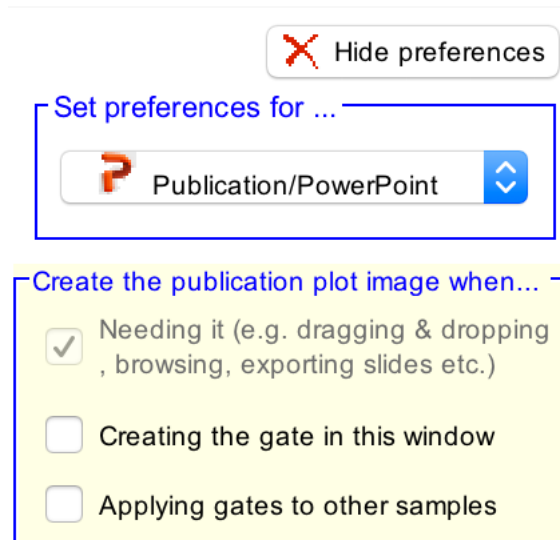 Hide preferences
Set preferences for ...
Publication/PowerPoint
Create the publication plot image when...
Needing it (e.g. dragging & dropping
, browsing, exporting slides etc.)
Creating the gate in this window
Applying gates to other samples